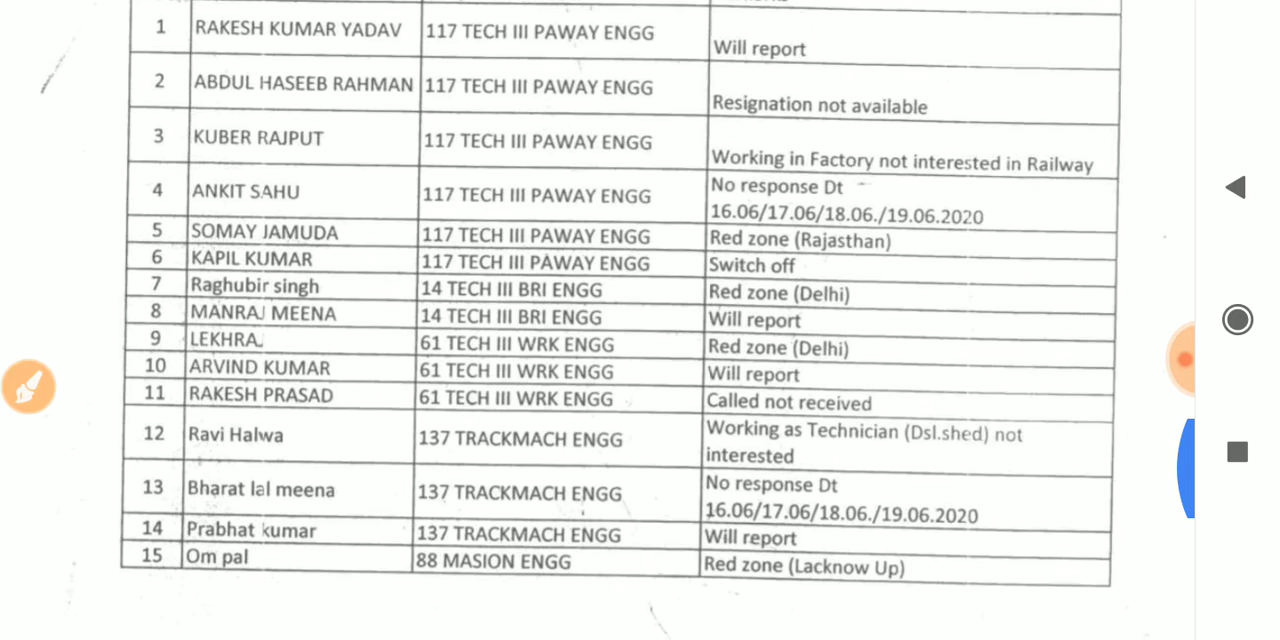 1 RAKESH KUMAR YADAV 117 TECH III PAWAY ENGG Will report
2 ABDUL HASEEB RAHMAN 117 TECH III PAWAY ENGG Resignation not available
3 KUBER RAJPUT 117 TECH III PAWAY ENGG Working in Factory not interested in Railway
4 ANKIT SAHU 117 TECH III PAWAY ENGG No response Dt
16.06/17.06/18.06./19.06.2020
5 SOMAY JAMUDA 117 TECH III PAWAY ENGG Red zone (Rajasthan)
6 KAPIL KUMAR 117 TECH III PAWAY ENGG Switch off
7 Raghubir singh 14 TECH III BRI ENGG Red zone (Delhi)
8 MANRAJ MEENA 14 TECH III BRI ENGG Will report
9 LEKHRAJ 61 TECH III WRK ENGG Red zone (Delhi)
10 ARVIND KUMAR 61 TECH III WRK ENGG Will report
11 RAKESH PRASAD 61 TECH III WRK ENGG Called not received
12 Ravi Halwa 137 TRACKMACH ENGG Working as Technician (Dsl.shed) not
interested
13 Bharat lal meena 137 TRACKMACH ENGG No response Dt
16.06/17.06/18.06./19.06.2020
14 Prabhat kumar 137 TRACKMACH ENGG Will report
15 Om pal 88 MASION ENGG Red zone (Lacknow Up)